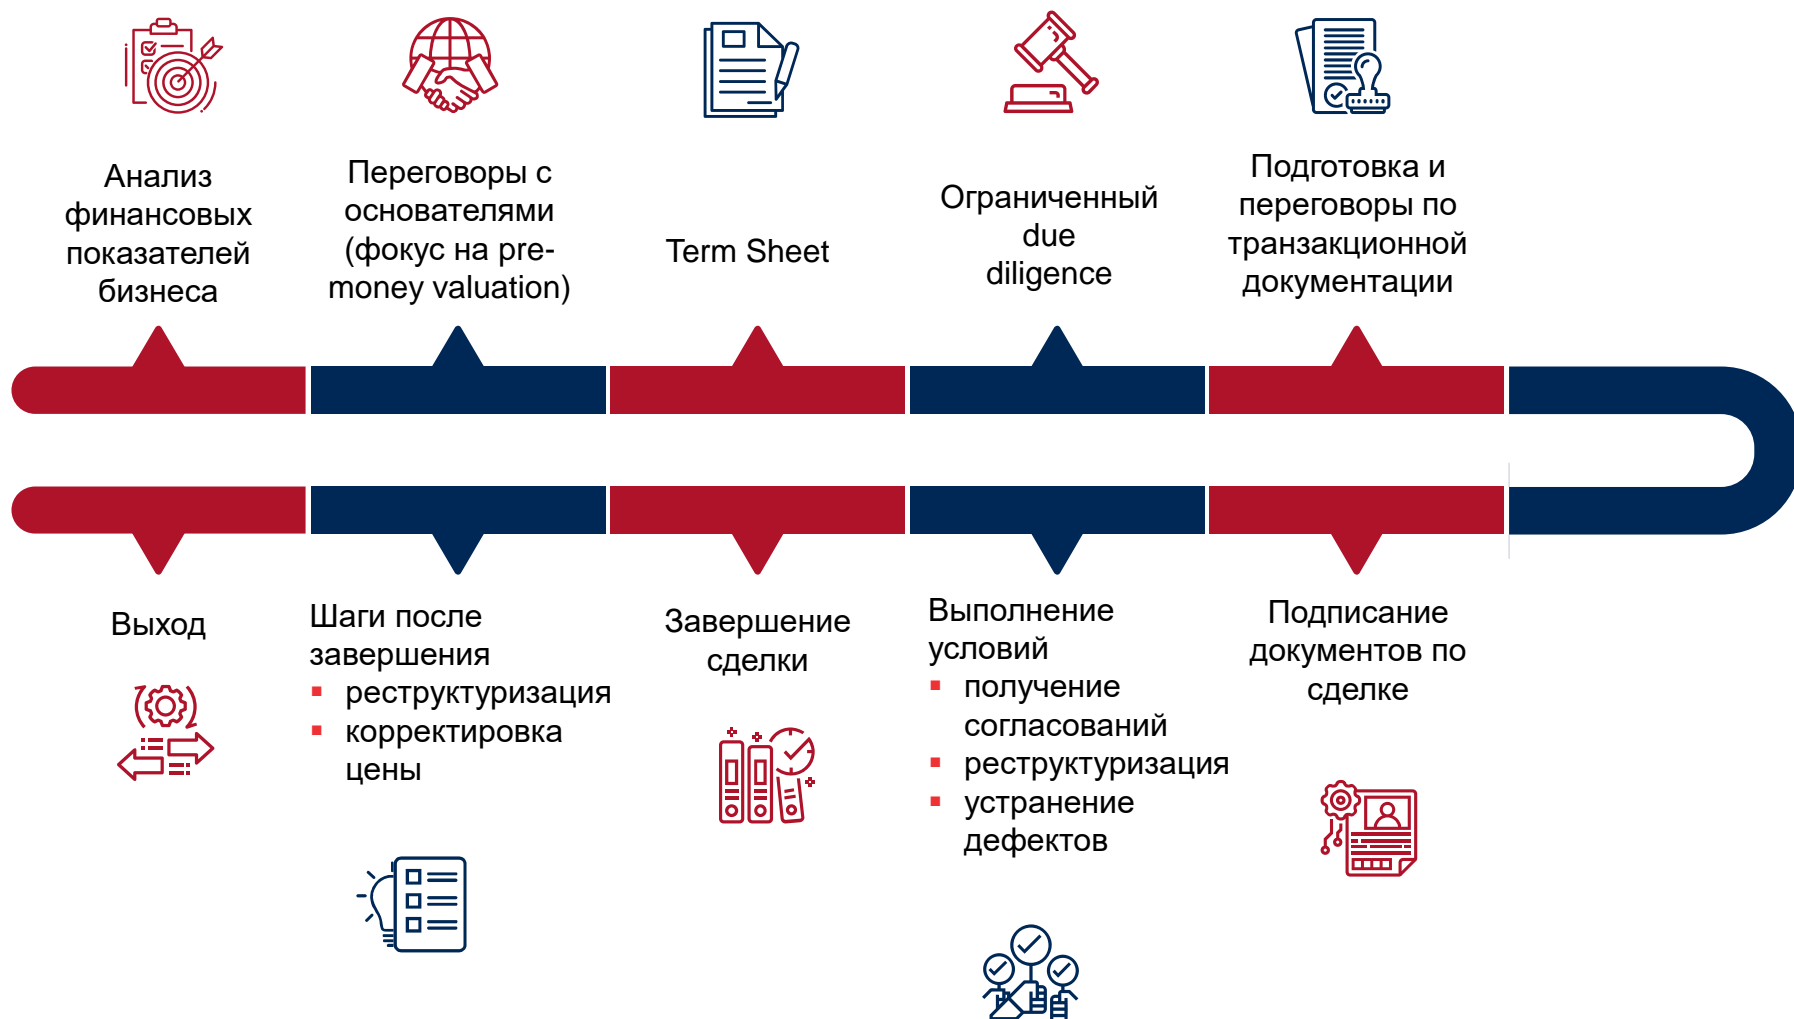 Анализ
финансовых
показателей
бизнеса
Переговоры с
основателями
(фокус на pre-
money valuation)
Term Sheet
Ограниченный
due
diligence
Подготовка и
переговоры по
транзакционной
документации
Выход
Шаги после
завершения
реструктуризация
корректировка
цены
Завершение
сделки
Выполнение
условий
получение
согласований
реструктуризация
устранение
дефектов
Подписание
документов по
сделке